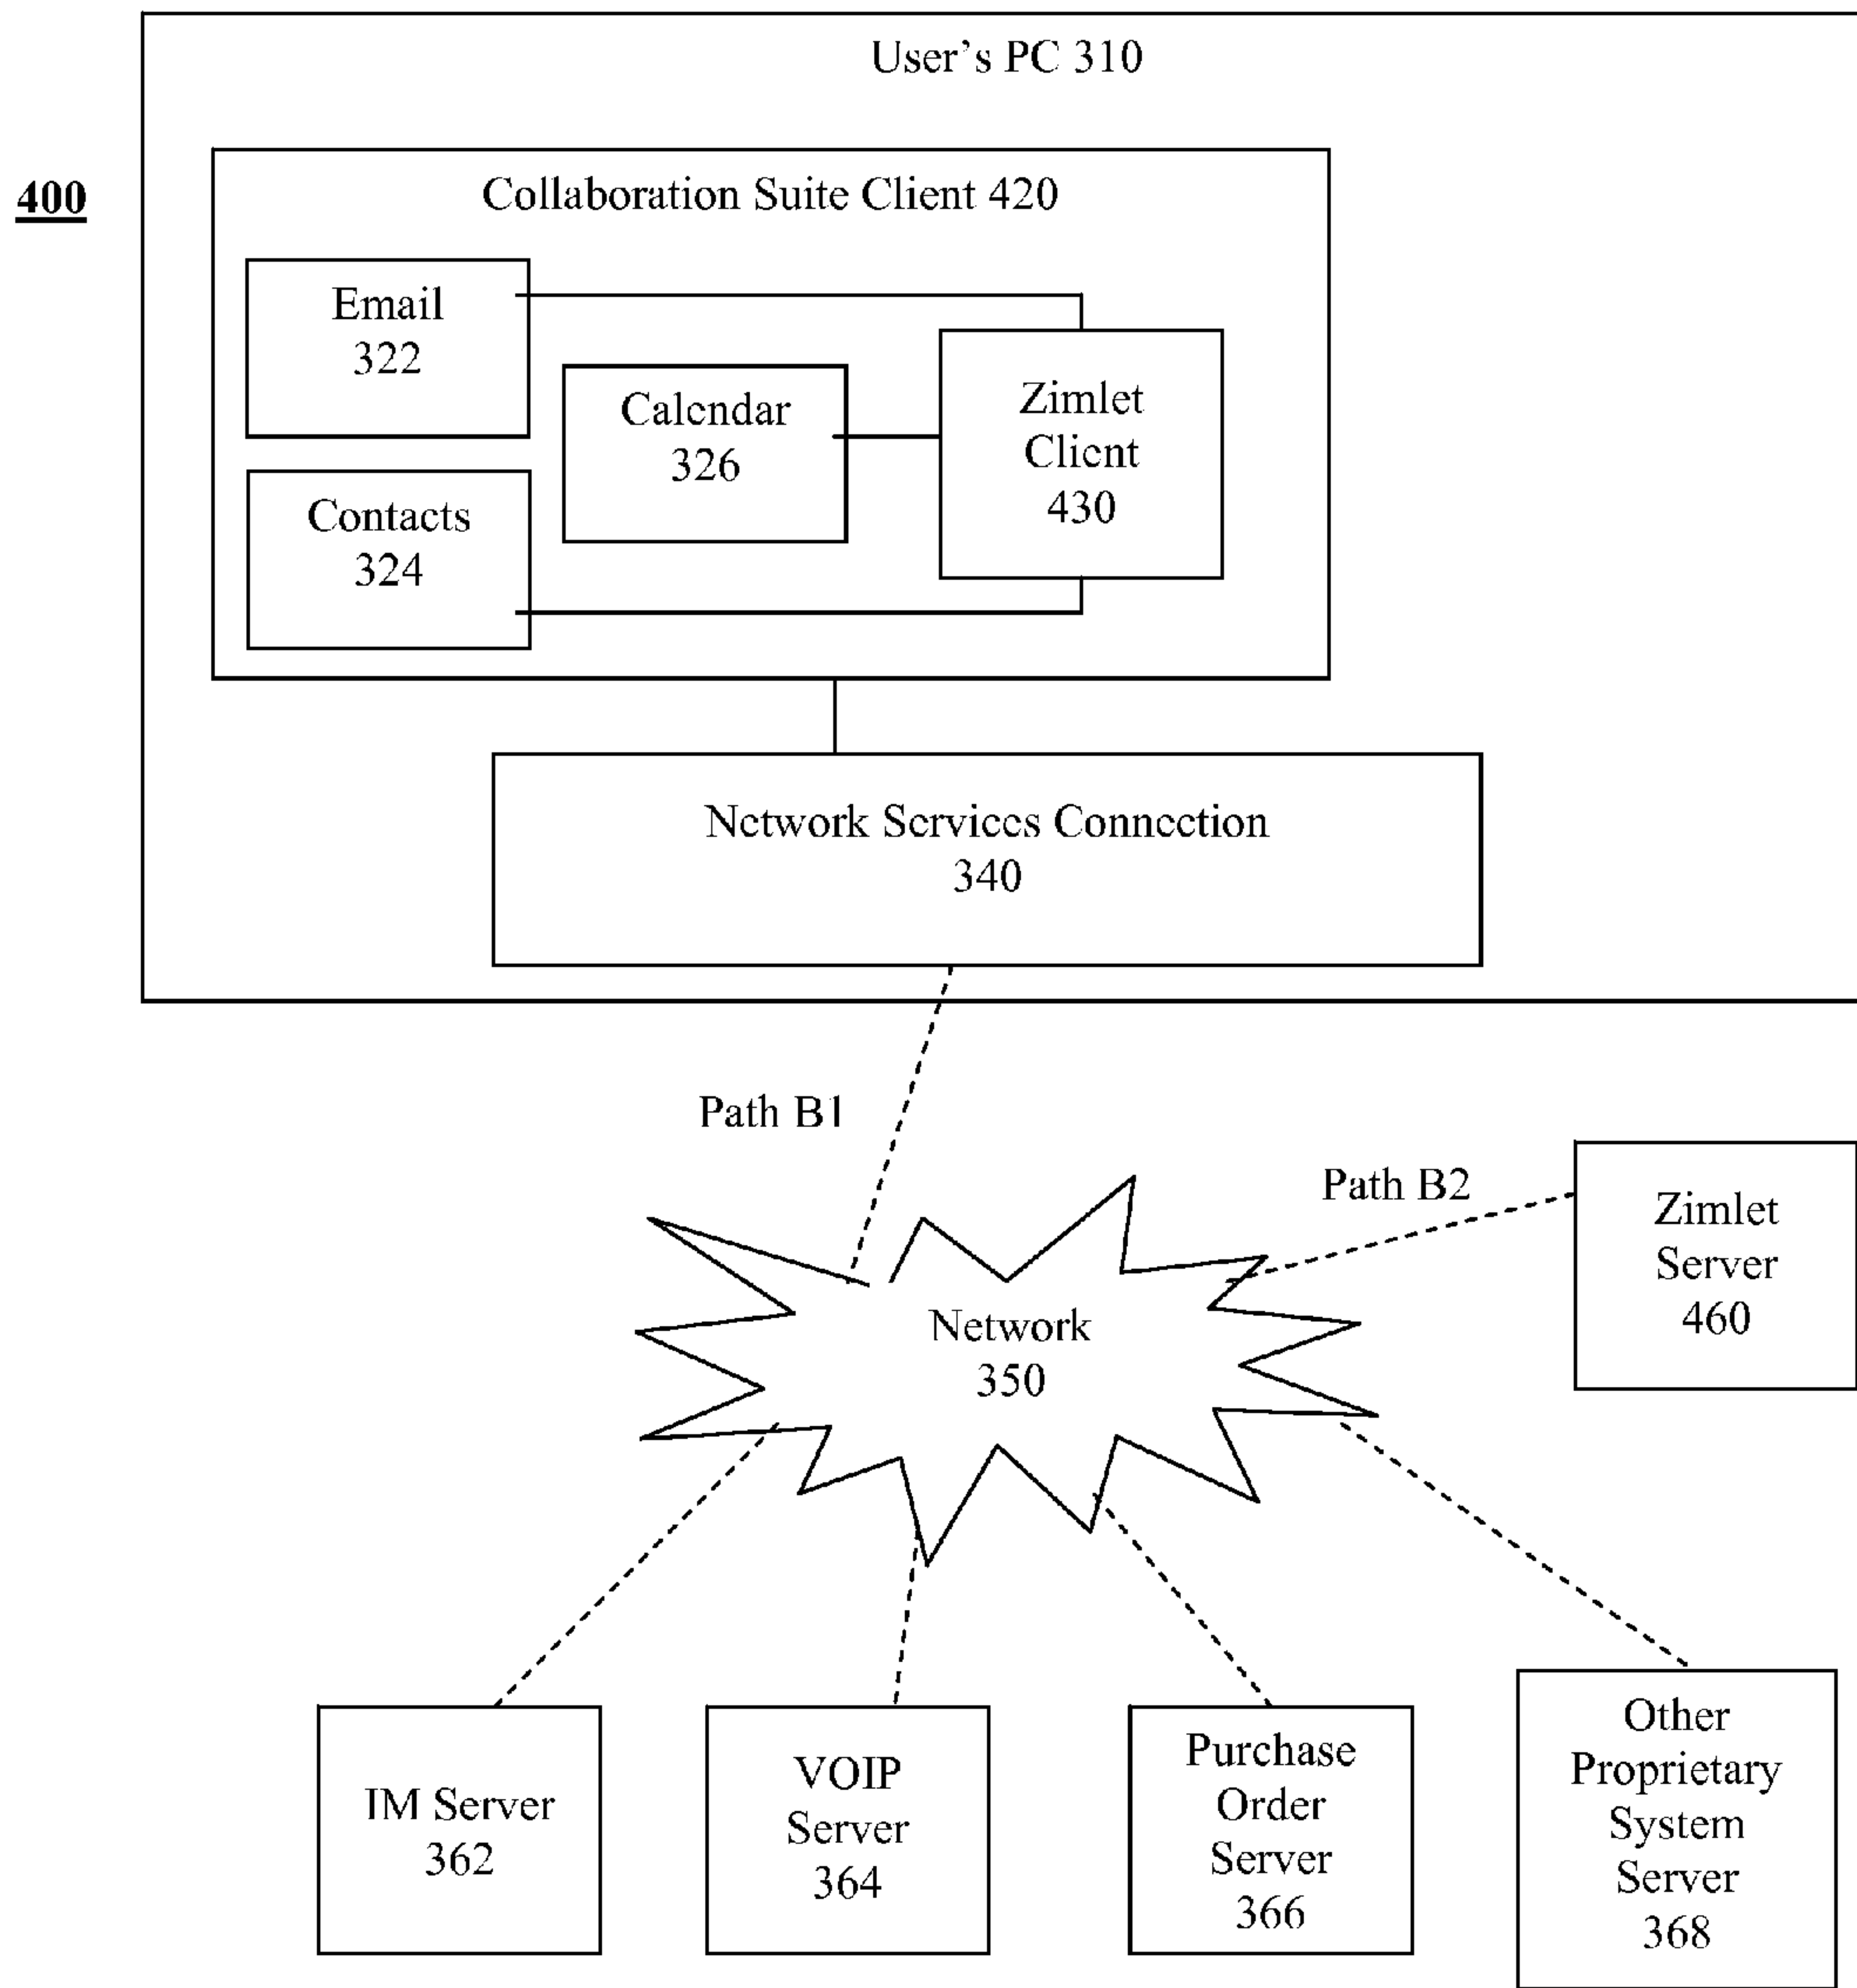 User's PC 310
400
Collaboration Suite Client 420
Email
322
Calendar
326
Zimlet
Client
430
Contacts
324
Network Services Connection
340
Path B1
Path B2
Zimlet
Server
460
Network
350
IM Server
362
VOIP
Server
364
Purchase
Order
Server
366
Other
Proprietary
System
Server
368